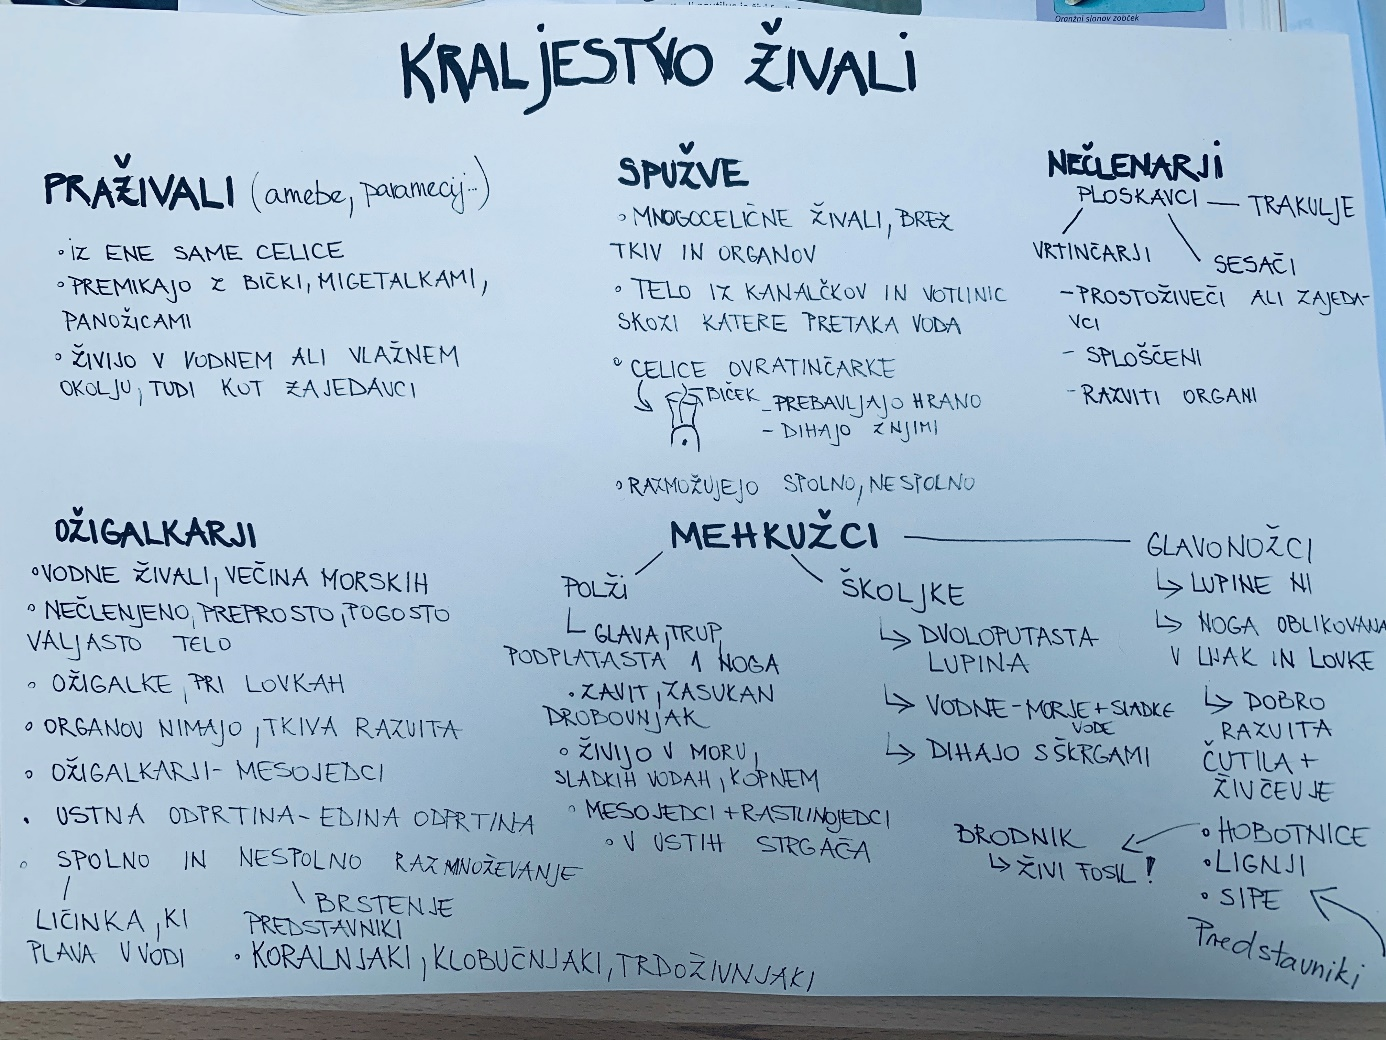 Oranžni slonov zobček
KRALJESTVO ŽIVALI
PRAŽIVALI (amebe, paramecij..)
• IZ ENE SAME CELICE
• PREMIKAJO Z BIČKI, MIGETALKAMI,
PANOŽICAMI
• ŽIVIJO V VODNEM ALI VLAŽNEM
OKOLJU, TUDI KOT ZAJEDAVCI
SPUŽVE
• MNOGOCELIČNE ŽIVALI, BREZ
TKIV IN ORGANOV
• TELO IZ KANALČKOV IN VOTLINIC
SKOZI KATERE PRETAKA VODA
• CELICE OVRATINČARKE
BIČEK
- PREBAVLJAJO HRANO
- DIHAJO Z NJIMI
• RAZMOŽUJEJO SPOLNO, NESPOLNO
NEČLENARJI
PLOSKAVCI — TRAKULJE
VRTINČARJI
SESAČI
- PROSTOŽIVEČI ALI ZAJEDA-
VCI
- SPLOŠČENI
- RAZVITI ORGANI
OŽIGALKARJI
• VODNE ŽIVALI, VEČINA MORSKIH
• NEČLENJENO, PREPROSTO, POGOSTO
VALJASTO TELO
• OŽIGALKE, PRI LOVKAH
• ORGANOV NIMAJO, TKIVA RAZVITA
• OŽIGALKARJI - MESOJEDCI
• USTNA ODPRTINA - EDINA ODPRTINA
• SPOLNO IN NESPOLNO RAZMNOŽEVANJE
LIČINKA, KI
PLAVA V VODI
BRSTENJE
PREDSTAVNIKI
• KORALNJAKI, KLOBUČNJAKI, TRDOŽIVNJAKI
MEHKUŽCI
POLŽI
GLAVA, TRUP,
PODPLATASTA 1 NOGA
• ZAVIT, ZASUKAN
DROBOVNJAK
• ŽIVIJO V MORU,
SLADKIH VODAH, KOPNEM
• MESOJEDCI + RASTLINOJEDCI
• V USTIH STRGAČA
ŠKOLJKE
↳ DVOLOPUTASTA
LUPINA
↳ VODNE - MORJE + SLADKE
VODE
↳ DIHAJO S ŠKRGAMI
GLAVONOŽCI
↳ LUPINE NI
↳ NOGA OBLIKOVANA
V LIJAK IN LOVKE
↳ DOBRO
RAZVITA
ČUTILA +
ŽIVČEVJE
• HOBOTNICE
• LIGNJI
• SIPE
Predstavniki
BRODNIK
↳ ŽIVI FOSIL!